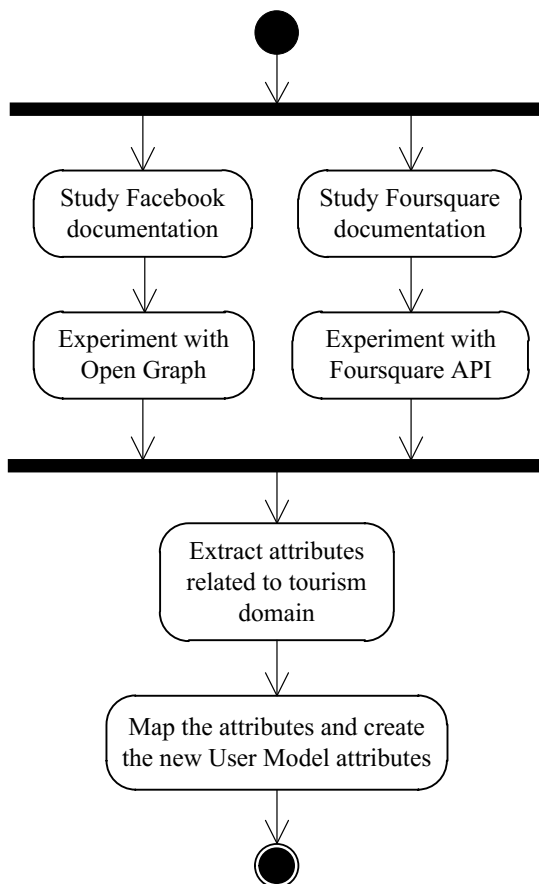 Study Facebook
documentation
Study Foursquare
documentation
Experiment with
Open Graph
Experiment with
Foursquare API
Extract attributes
related to tourism
domain
Map the attributes and create
the new User Model attributes